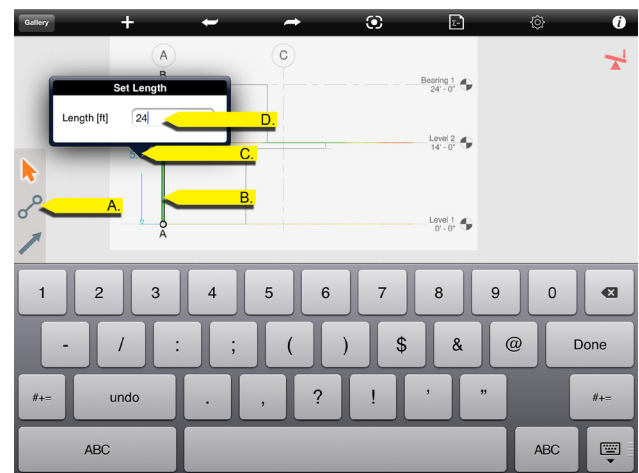 Gallery
Σ-
i
A
C
B
Set Length
Length [ft]
24
D.
C.
A.
B.
A
Bearing 1
24' - 0"
Level 2
14' - 0"
Level 1
0' - 0"
1 2 3 4 5 6 7 8 9 0
- / : ; ( ) $ & @ Done
#+= undo . , ? ! ' " #+=
ABC ABC